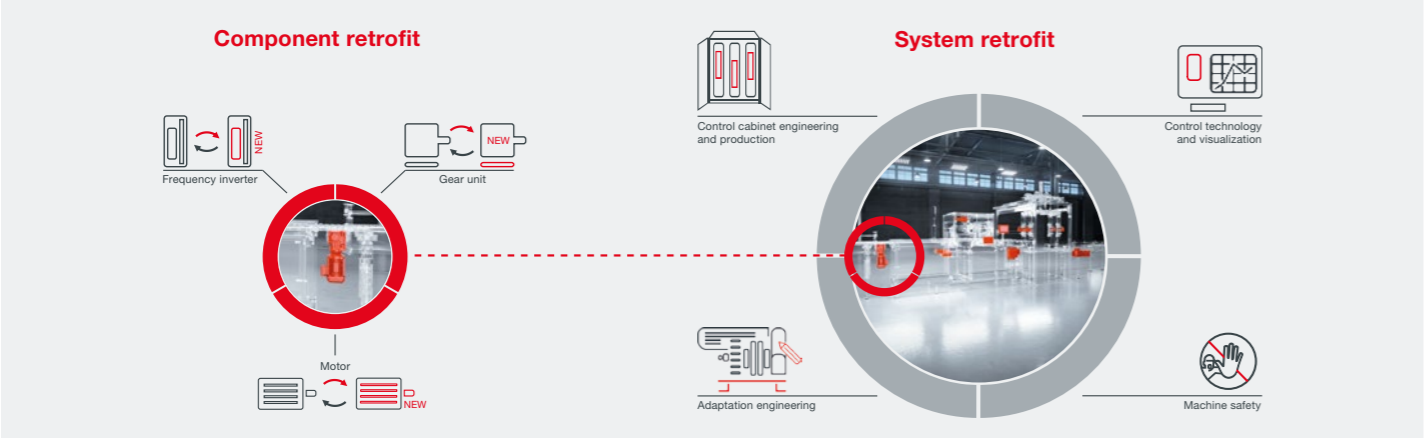 Component retrofit
NEW
Frequency inverter
NEW
Gear unit
Motor
NEW
System retrofit
Control cabinet engineering
and production
Control technology
and visualization
Adaptation engineering
Machine safety